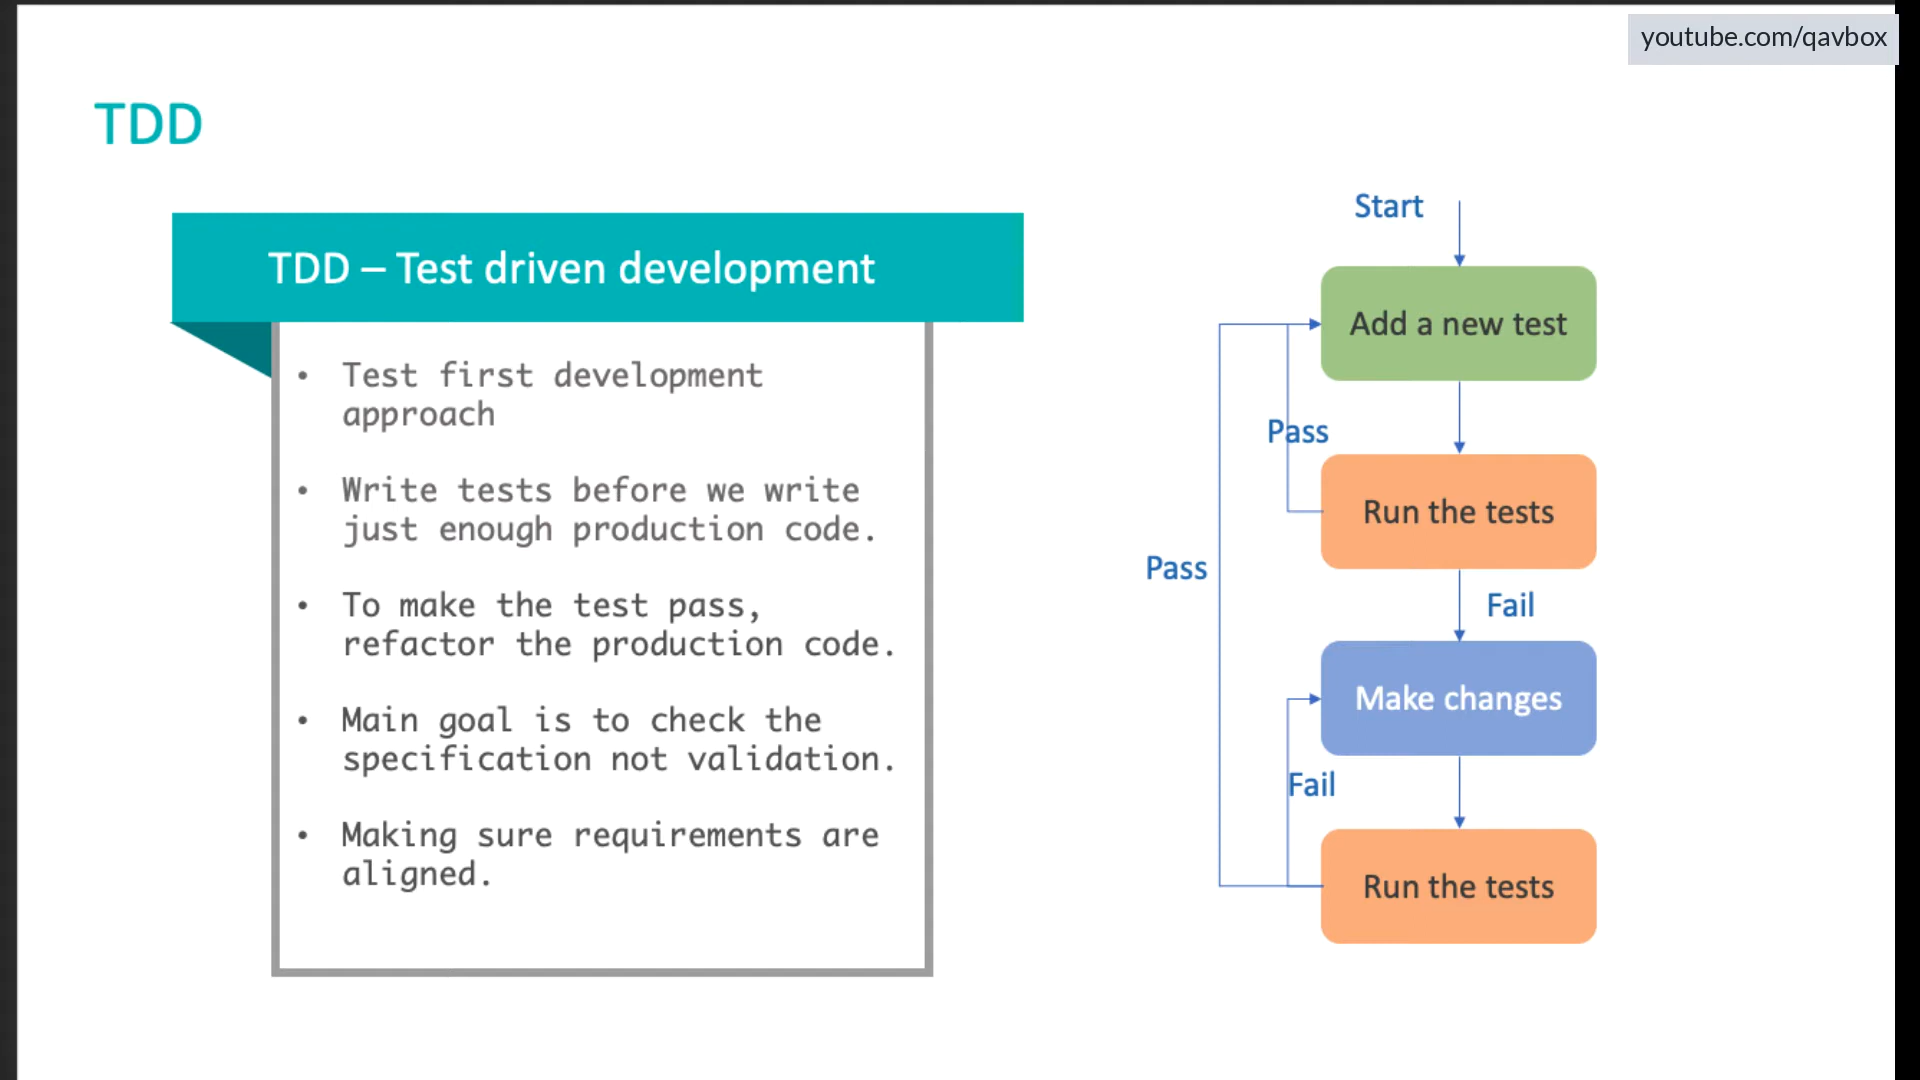 youtube.com/qavbox
TDD
TDD – Test driven development
• Test first development
approach
• Write tests before we write
just enough production code.
• To make the test pass,
refactor the production code.
• Main goal is to check the
specification not validation.
• Making sure requirements are
aligned.
Start
Add a new test
Pass
Run the tests
Pass
Fail
Make changes
Fail
Run the tests